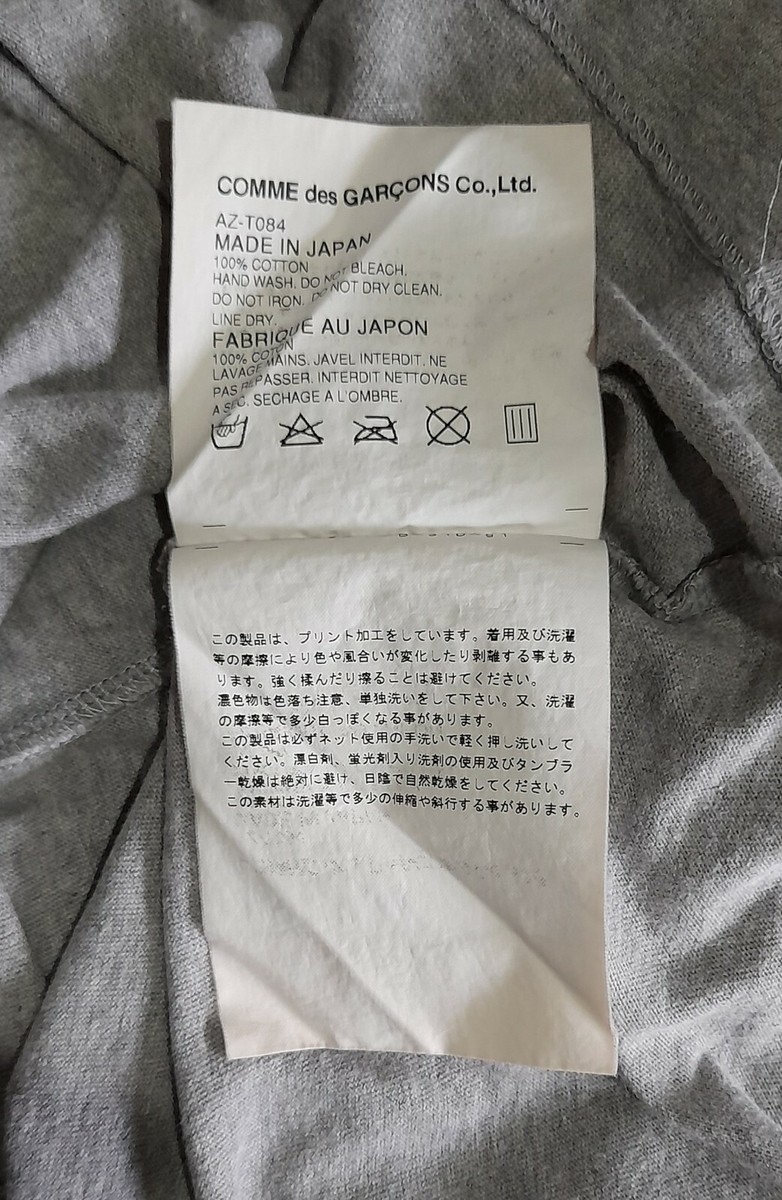 COMME des GARÇONS Co.,Ltd.
AZ-T084
MADE IN JAPAN
100% COTTON
HAND WASH. DO NOT BLEACH.
DO NOT IRON. DO NOT DRY CLEAN.
LINE DRY.
FABRIQUE AU JAPON
100% COTON
LAVAGE MAINS. JAVEL INTERDIT. NE
PAS REPASSER. INTERDIT NETTOYAGE
A SEC. SECHAGE A L'OMBRE.
この製品は、プリント加工をしています。着用及び洗濯
等の摩擦により色や風合いが変化したり剥離する事もあ
ります。強く揉んだり擦ることは避けてください。
濃色物は色落ち注意、単独洗いをして下さい。又、洗濯
の摩擦等で多少白っぽくなる事があります。
この製品は必ずネット使用の手洗いで軽く押し洗いして
ください。漂白剤、蛍光剤入り洗剤の使用及びタンブラ
ー乾燥は絶対に避け、日陰で自然乾燥をしてください。
この素材は洗濯等で多少の伸縮や斜行する事があります。